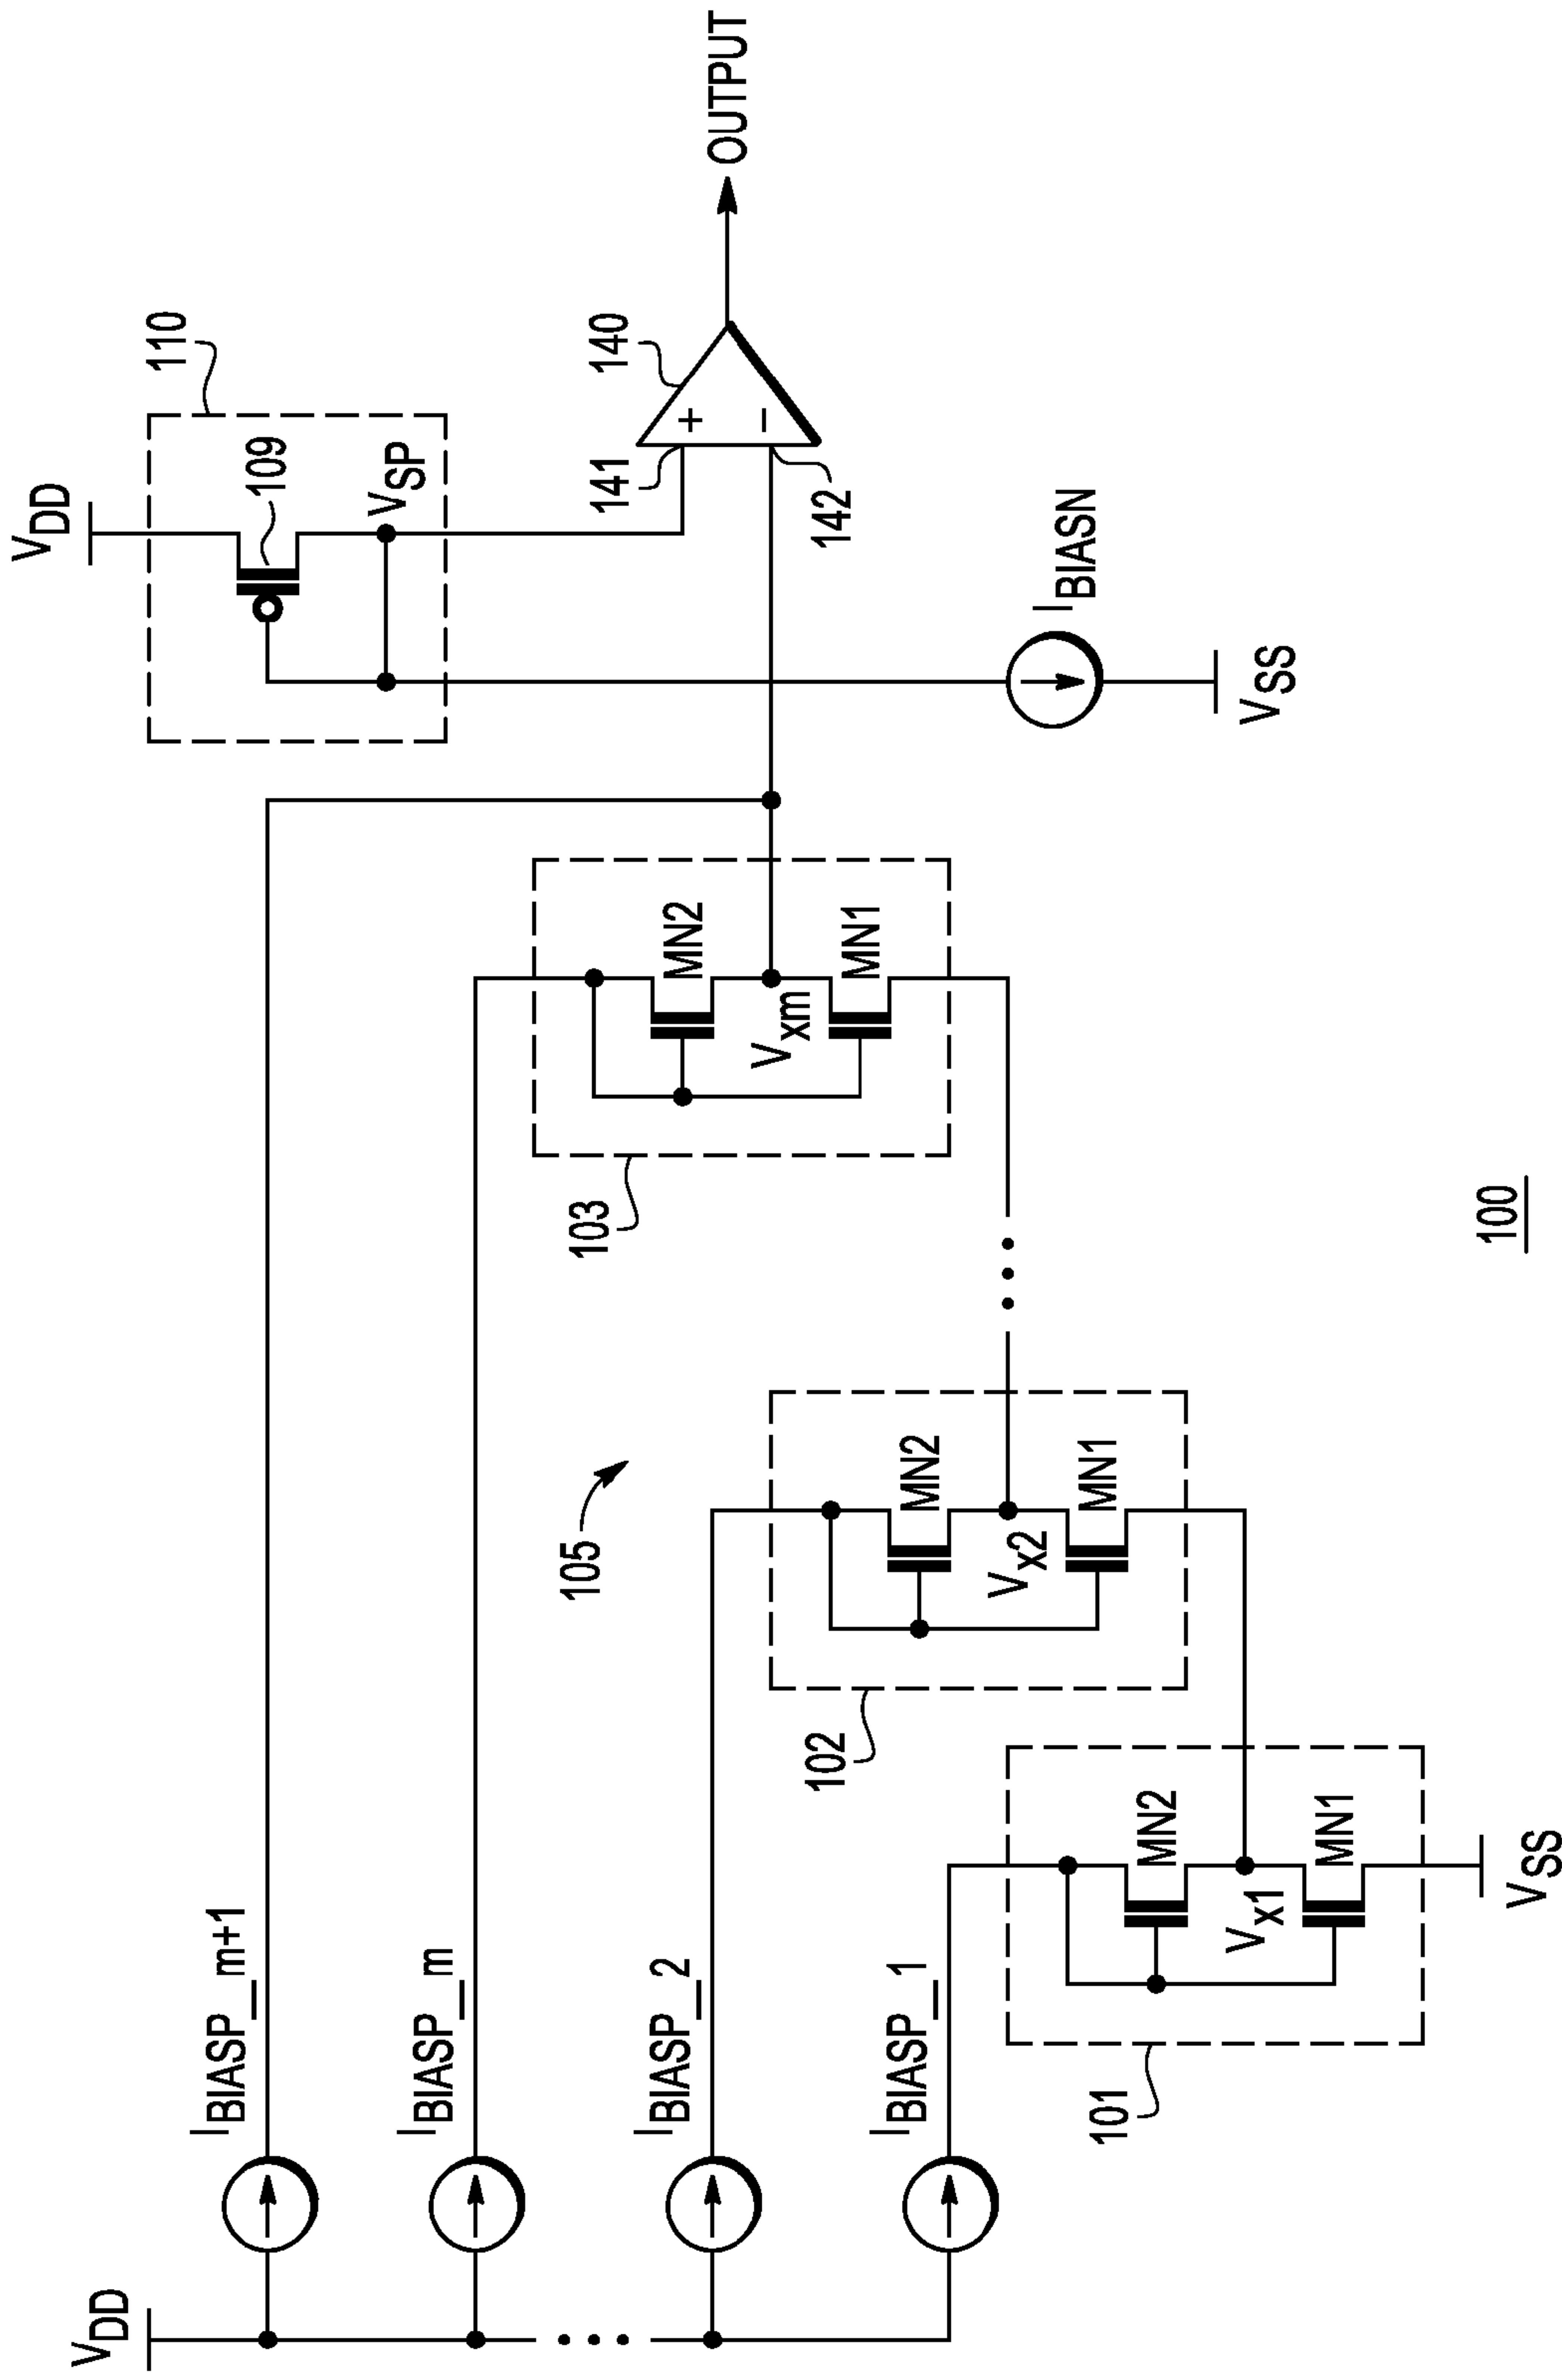 V_DD
I_BIASP_m+1
I_BIASP_m
I_BIASP_2
I_BIASP_1
101
MN2
V_x1
MN1
V_SS
102
MN2
V_x2
MN1
105
103
MN2
V_xm
MN1
V_DD
110
109
V_SP
I_BIASN
V_SS
141
+
142
−
140
OUTPUT
100